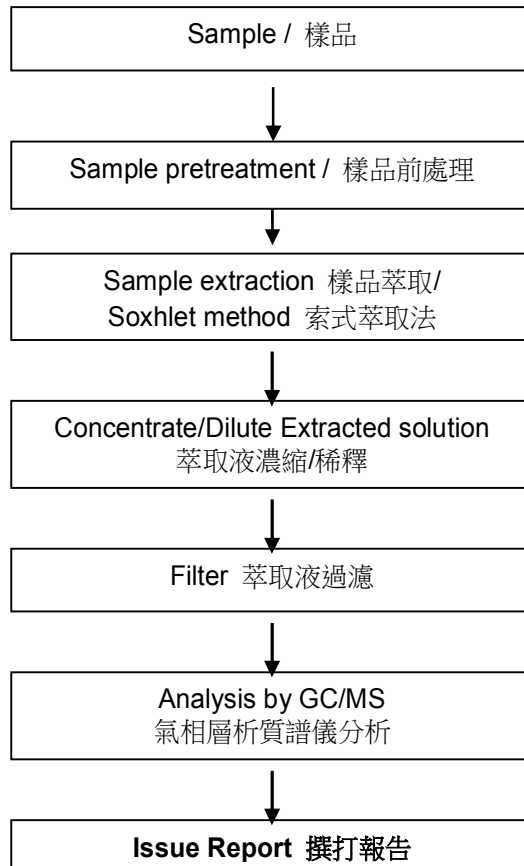 Sample / 樣品
Sample pretreatment / 樣品前處理
Sample extraction 樣品萃取/
Soxhlet method 索式萃取法
Concentrate/Dilute Extracted solution
萃取液濃縮/稀釋
Filter 萃取液過濾
Analysis by GC/MS
氣相層析質譜儀分析
Issue Report 撰打報告